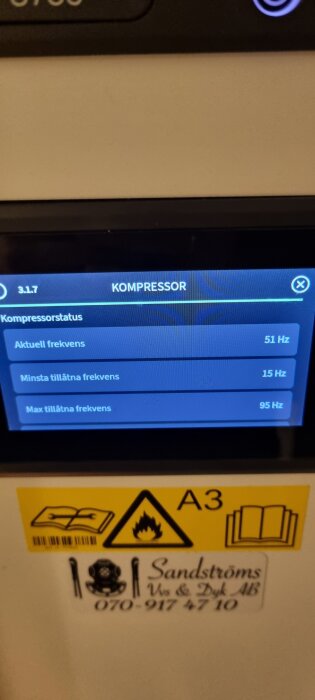 3.1.7 KOMPRESSOR
Kompressorstatus
Aktuell frekvens 51 Hz
Minsta tillåtna frekvens 15 Hz
Max tillåtna frekvens 95 Hz
A3
Sandströms
Vvs & Dyk AB
070-917 47 10